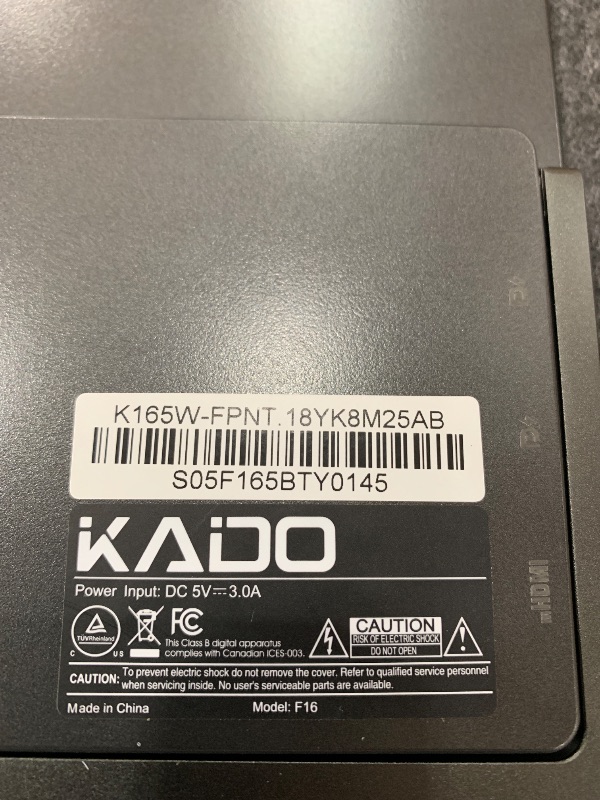 K165W-FPNT.18YK8M25AB
S05F165BTY0145
KADO
Power Input: DC 5V⎓3.0A
TÜVRheinland
C US
FC
This Class B digital apparatus
complies with Canadian ICES-003.
CAUTION
RISK OF ELECTRIC SHOCK
DO NOT OPEN
CAUTION: To prevent electric shock do not remove the cover. Refer to qualified service personnel
when servicing inside. No user's serviceable parts are available.
Made in China Model: F16
mHDMI